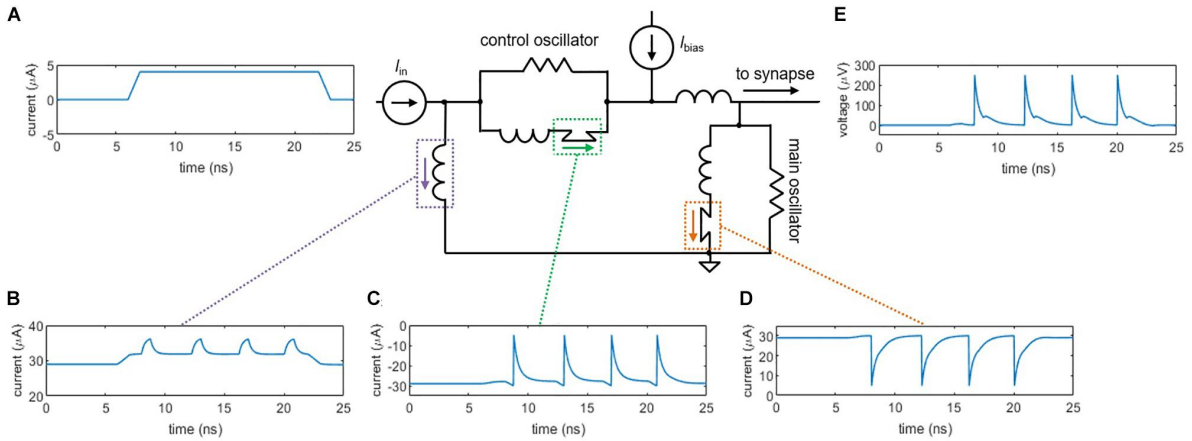 A
current (μA)
5
0
-5
0 5 10 15 20 25
time (ns)
control oscillator
Iin
Ibias
to synapse
main oscillator
E
voltage (μV)
300
200
100
0
0 5 10 15 20 25
time (ns)
B
current (μA)
40
30
20
0 5 10 15 20 25
time (ns)
C
current (μA)
0
-10
-20
-30
0 5 10 15 20 25
time (ns)
D
current (μA)
30
20
10
0
0 5 10 15 20 25
time (ns)